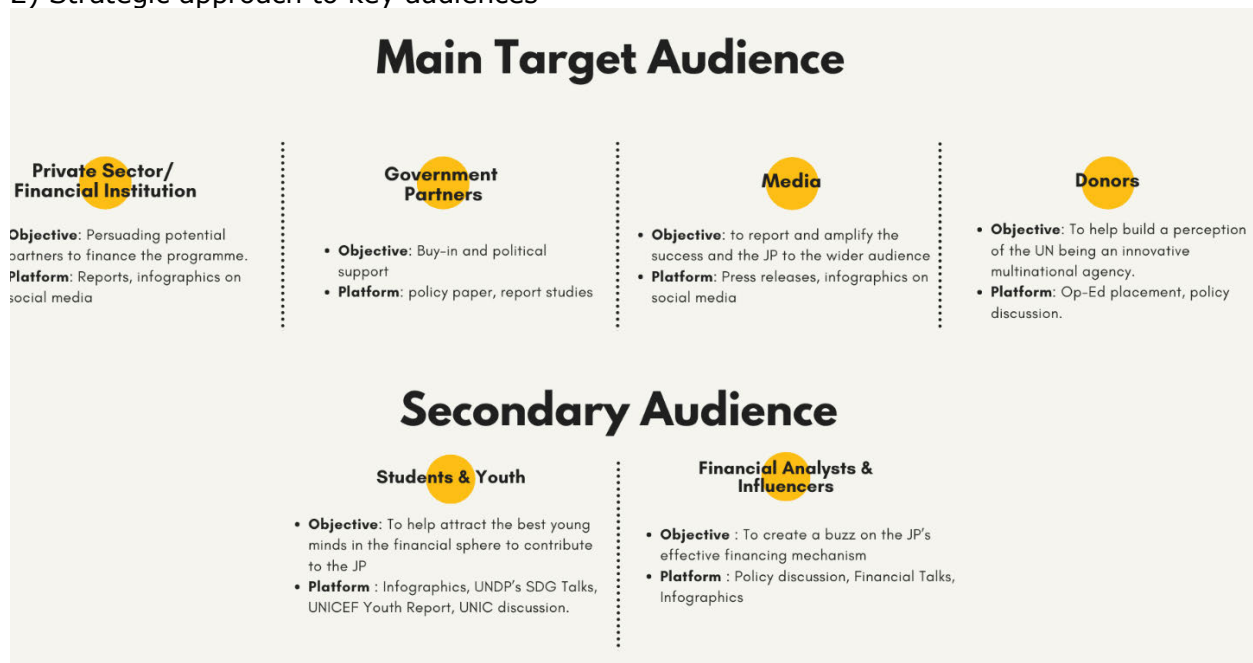 2) Strategic approach to key audiences
Main Target Audience
Private Sector/
Financial Institution
Objective: Persuading potential
partners to finance the programme.
Platform: Reports, infographics on
social media
Government
Partners
• Objective: Buy-in and political
support
• Platform: policy paper, report studies
Media
• Objective: to report and amplify the
success and the JP to the wider audience
• Platform: Press releases, infographics on
social media
Donors
• Objective: To help build a perception
of the UN being an innovative
multinational agency.
• Platform: Op-Ed placement, policy
discussion.
Secondary Audience
Students & Youth
• Objective: To help attract the best young
minds in the financial sphere to contribute
to the JP
• Platform : Infographics, UNDP's SDG Talks,
UNICEF Youth Report, UNIC discussion.
Financial Analysts &
Influencers
• Objective : To create a buzz on the JP's
effective financing mechanism
• Platform : Policy discussion, Financial Talks,
Infographics